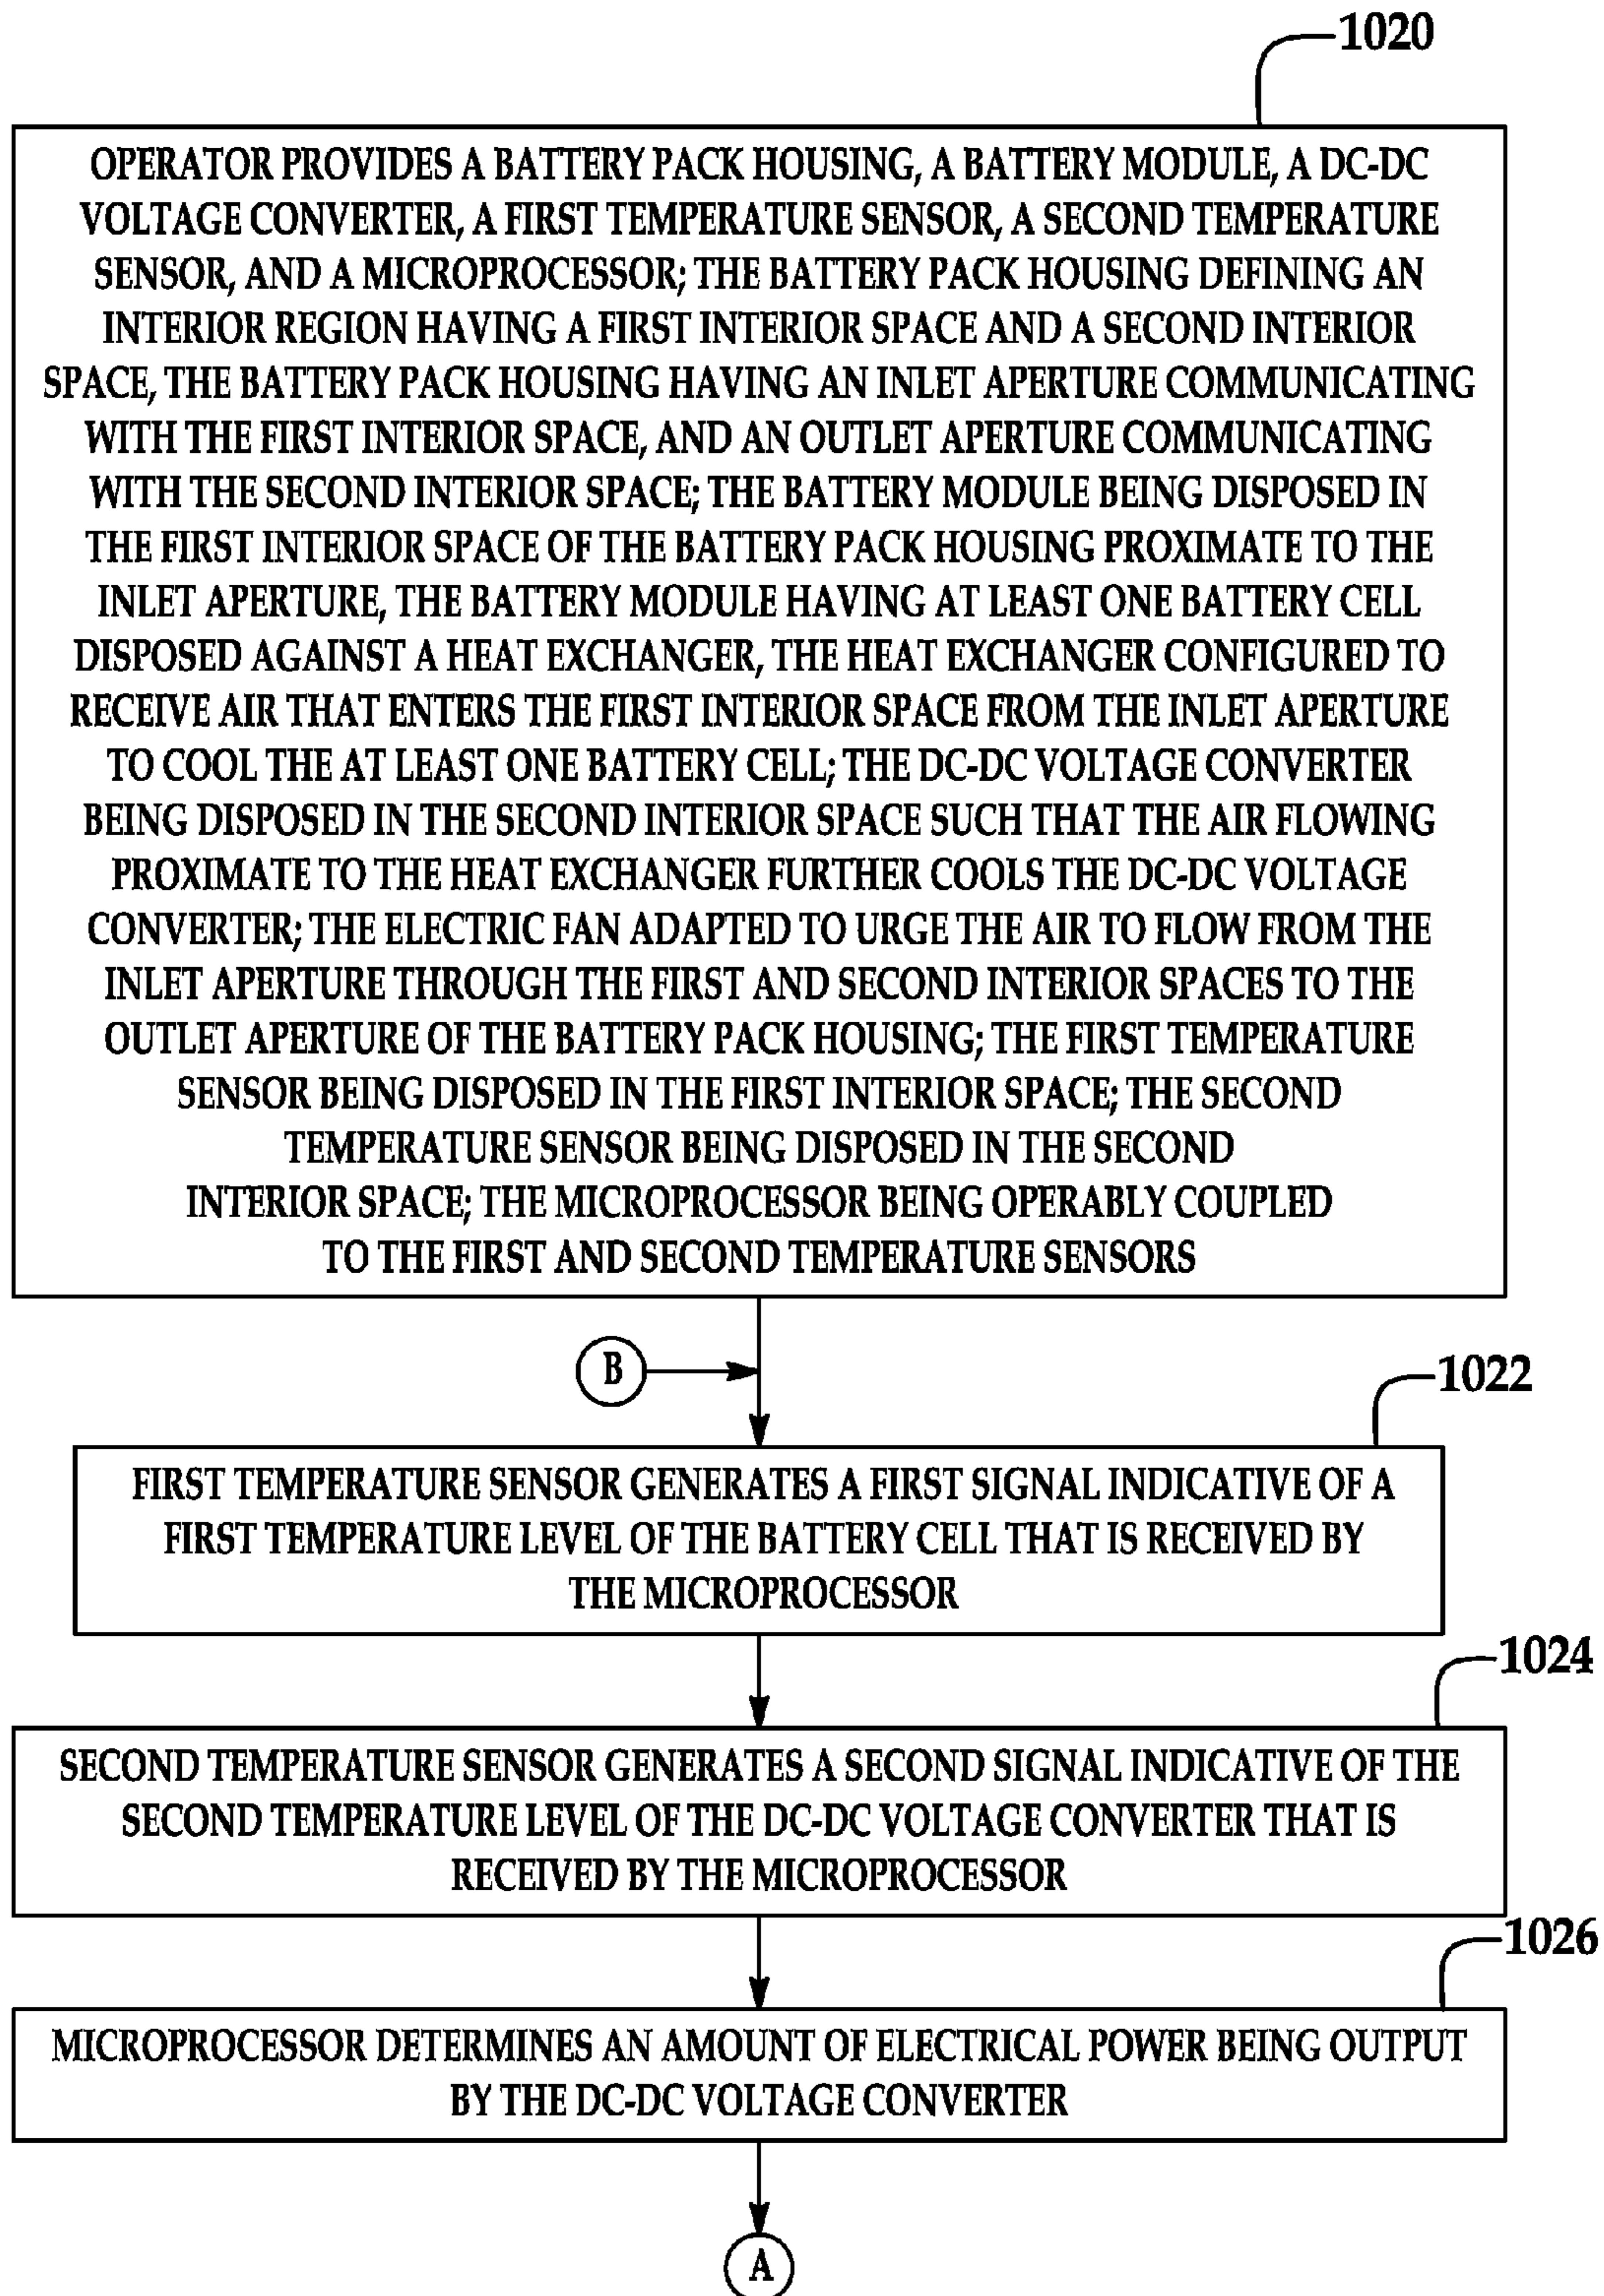 1020
OPERATOR PROVIDES A BATTERY PACK HOUSING, A BATTERY MODULE, A DC-DC
VOLTAGE CONVERTER, A FIRST TEMPERATURE SENSOR, A SECOND TEMPERATURE
SENSOR, AND A MICROPROCESSOR; THE BATTERY PACK HOUSING DEFINING AN
INTERIOR REGION HAVING A FIRST INTERIOR SPACE AND A SECOND INTERIOR
SPACE, THE BATTERY PACK HOUSING HAVING AN INLET APERTURE COMMUNICATING
WITH THE FIRST INTERIOR SPACE, AND AN OUTLET APERTURE COMMUNICATING
WITH THE SECOND INTERIOR SPACE; THE BATTERY MODULE BEING DISPOSED IN
THE FIRST INTERIOR SPACE OF THE BATTERY PACK HOUSING PROXIMATE TO THE
INLET APERTURE, THE BATTERY MODULE HAVING AT LEAST ONE BATTERY CELL
DISPOSED AGAINST A HEAT EXCHANGER, THE HEAT EXCHANGER CONFIGURED TO
RECEIVE AIR THAT ENTERS THE FIRST INTERIOR SPACE FROM THE INLET APERTURE
TO COOL THE AT LEAST ONE BATTERY CELL; THE DC-DC VOLTAGE CONVERTER
BEING DISPOSED IN THE SECOND INTERIOR SPACE SUCH THAT THE AIR FLOWING
PROXIMATE TO THE HEAT EXCHANGER FURTHER COOLS THE DC-DC VOLTAGE
CONVERTER; THE ELECTRIC FAN ADAPTED TO URGE THE AIR TO FLOW FROM THE
INLET APERTURE THROUGH THE FIRST AND SECOND INTERIOR SPACES TO THE
OUTLET APERTURE OF THE BATTERY PACK HOUSING; THE FIRST TEMPERATURE
SENSOR BEING DISPOSED IN THE FIRST INTERIOR SPACE; THE SECOND
TEMPERATURE SENSOR BEING DISPOSED IN THE SECOND
INTERIOR SPACE; THE MICROPROCESSOR BEING OPERABLY COUPLED
TO THE FIRST AND SECOND TEMPERATURE SENSORS
B
1022
FIRST TEMPERATURE SENSOR GENERATES A FIRST SIGNAL INDICATIVE OF A
FIRST TEMPERATURE LEVEL OF THE BATTERY CELL THAT IS RECEIVED BY
THE MICROPROCESSOR
1024
SECOND TEMPERATURE SENSOR GENERATES A SECOND SIGNAL INDICATIVE OF THE
SECOND TEMPERATURE LEVEL OF THE DC-DC VOLTAGE CONVERTER THAT IS
RECEIVED BY THE MICROPROCESSOR
1026
MICROPROCESSOR DETERMINES AN AMOUNT OF ELECTRICAL POWER BEING OUTPUT
BY THE DC-DC VOLTAGE CONVERTER
A